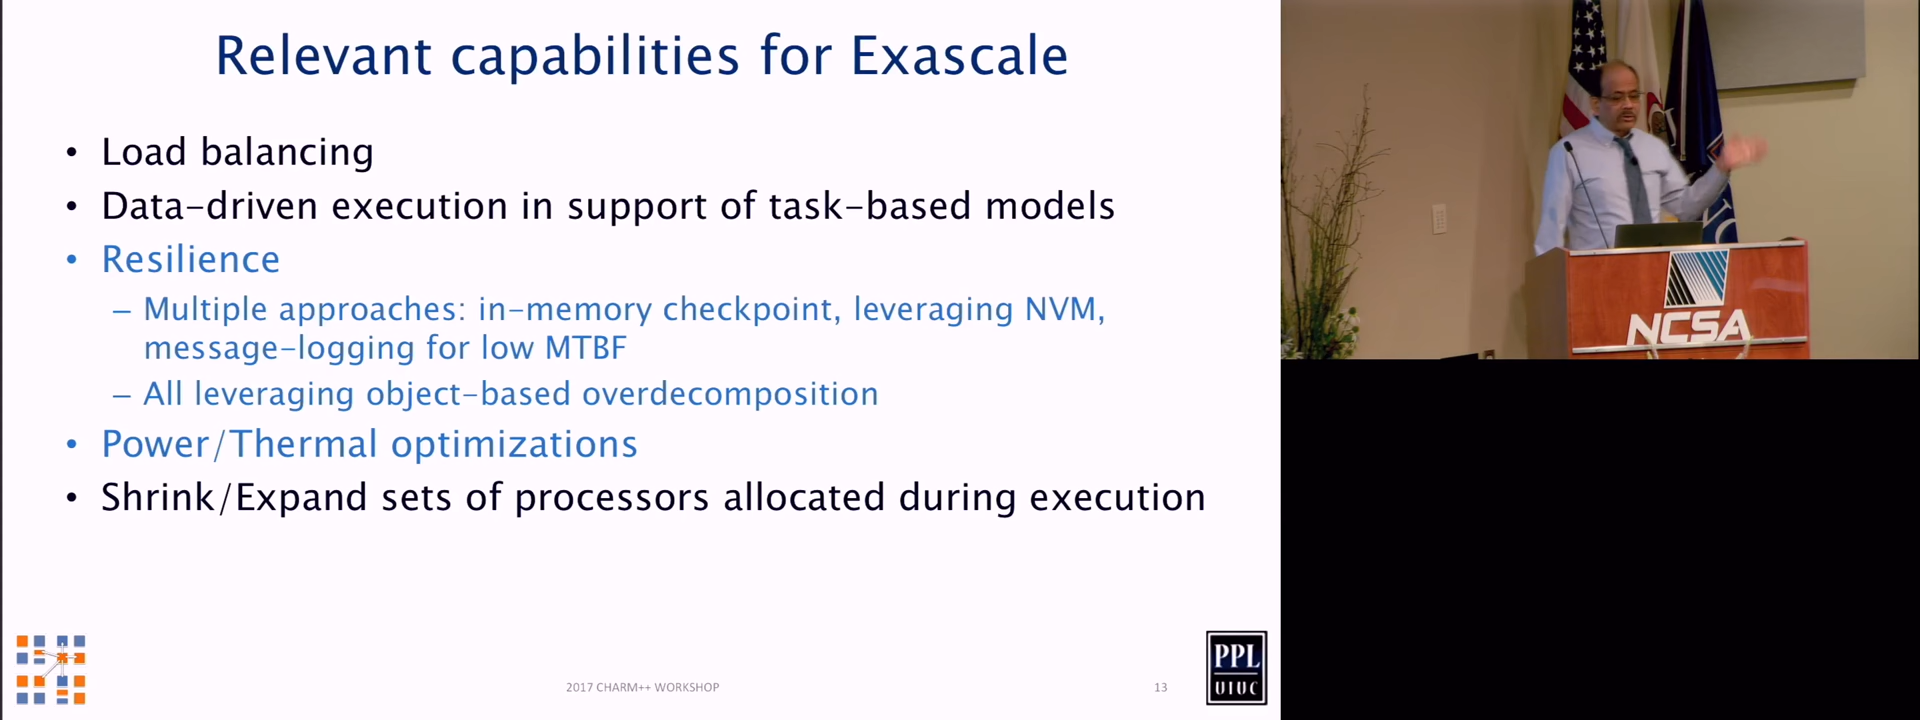 Relevant capabilities for Exascale
• Load balancing
• Data-driven execution in support of task-based models
• Resilience
– Multiple approaches: in-memory checkpoint, leveraging NVM,
message-logging for low MTBF
– All leveraging object-based overdecomposition
• Power/Thermal optimizations
• Shrink/Expand sets of processors allocated during execution
2017 CHARM++ WORKSHOP
13
PPL
UIUC
NCSA